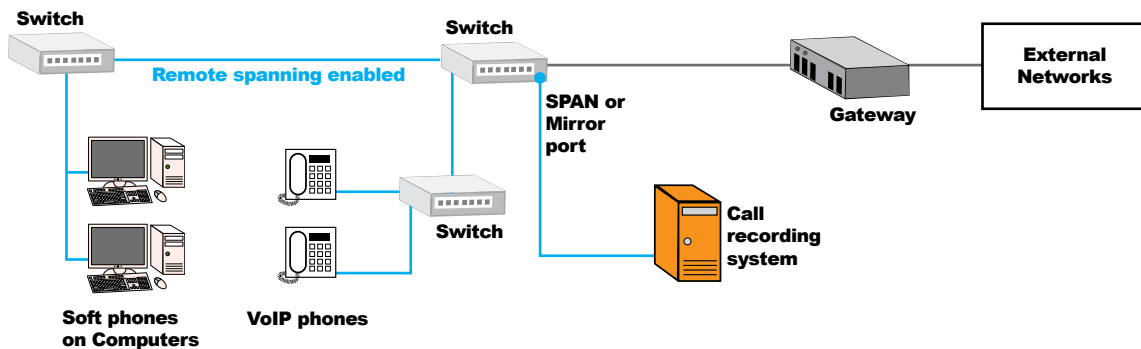 Switch
Switch
Remote spanning enabled
External
Networks
SPAN or
Mirror
port
Gateway
Switch
Call
recording
system
Soft phones
on Computers
VoIP phones